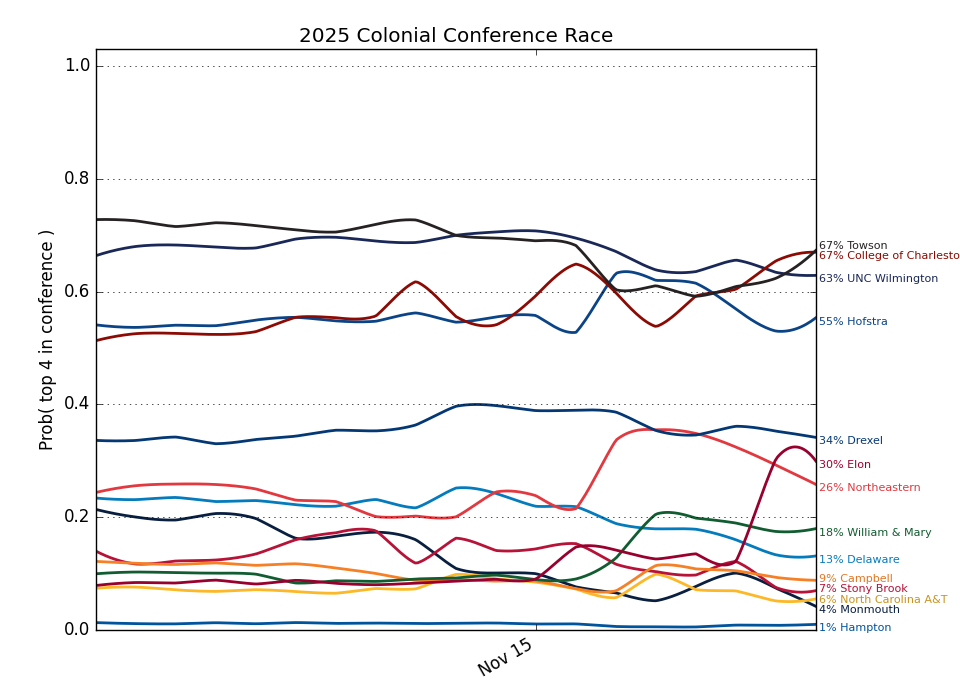 2025 Colonial Conference Race
1.0
0.8
0.6
0.4
0.2
0.0
Prob( top 4 in conference )
Nov 15
67% Towson
67% College of Charlesto
63% UNC Wilmington
55% Hofstra
34% Drexel
30% Elon
26% Northeastern
18% William & Mary
13% Delaware
9% Campbell
7% Stony Brook
6% North Carolina A&T
4% Monmouth
1% Hampton